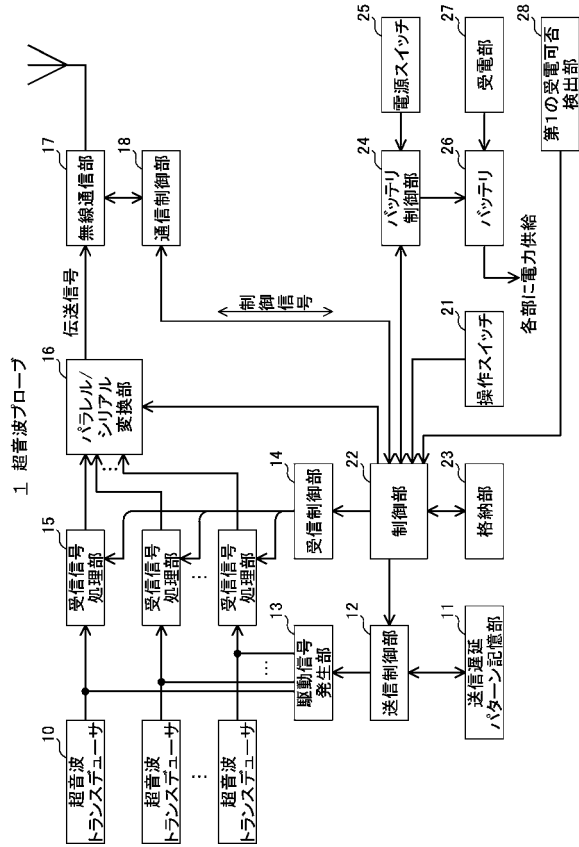 1 超音波プローブ
10
超音波
トランスデューサ
超音波
トランスデューサ
…
超音波
トランスデューサ
15
受信信号
処理部
受信信号
処理部
…
受信信号
処理部
…
16
パラレル/
シリアル
変換部
伝送信号
17
無線通信部
18
通信制御部
制御信号
13
駆動信号
発生部
…
14
受信制御部
12
送信制御部
22
制御部
11
送信遅延
パターン記憶部
23
格納部
21
操作スイッチ
25
電源スイッチ
24
バッテリ
制御部
27
受電部
26
バッテリ
各部に電力供給
28
第1の受電可否
検出部